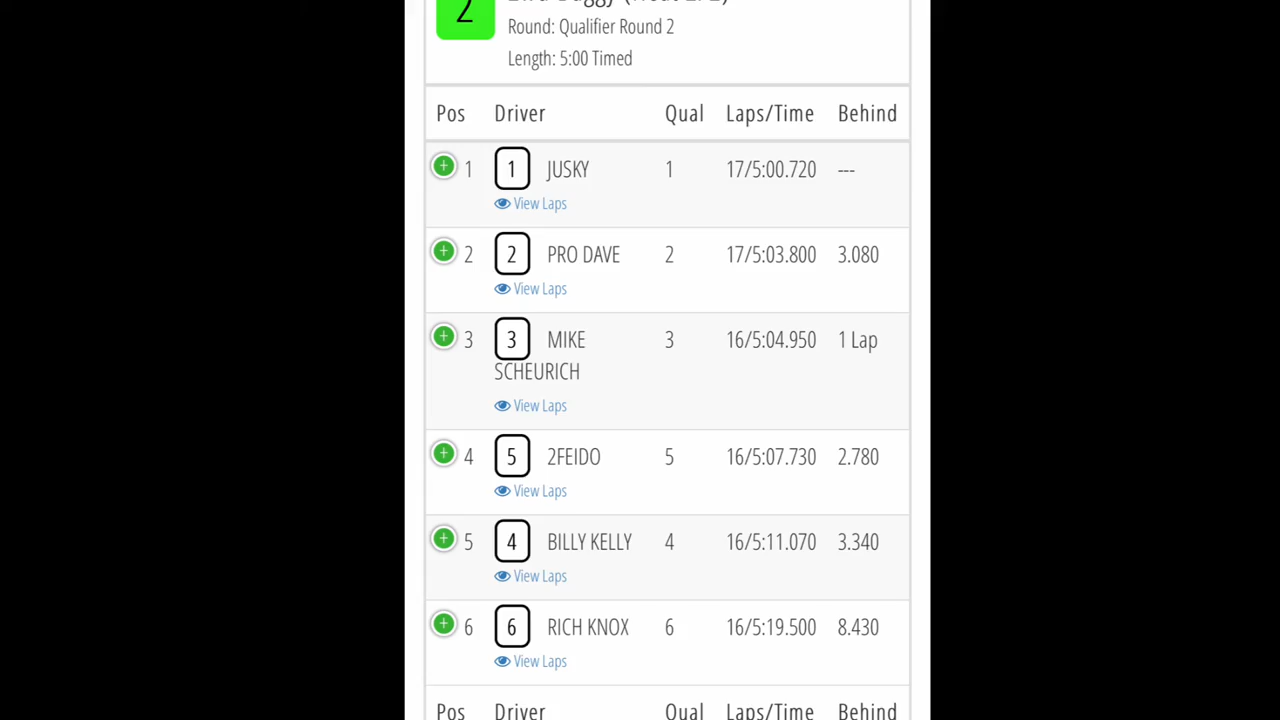 2
Round: Qualifier Round 2
Length: 5:00 Timed
Pos Driver Qual Laps/Time Behind
1 1 JUSKY 1 17/5:00.720 ---
View Laps
2 2 PRO DAVE 2 17/5:03.800 3.080
View Laps
3 3 MIKE 3 16/5:04.950 1 Lap
SCHEURICH
View Laps
4 5 2FEIDO 5 16/5:07.730 2.780
View Laps
5 4 BILLY KELLY 4 16/5:11.070 3.340
View Laps
6 6 RICH KNOX 6 16/5:19.500 8.430
View Laps
Pos Driver Qual Laps/Time Behind